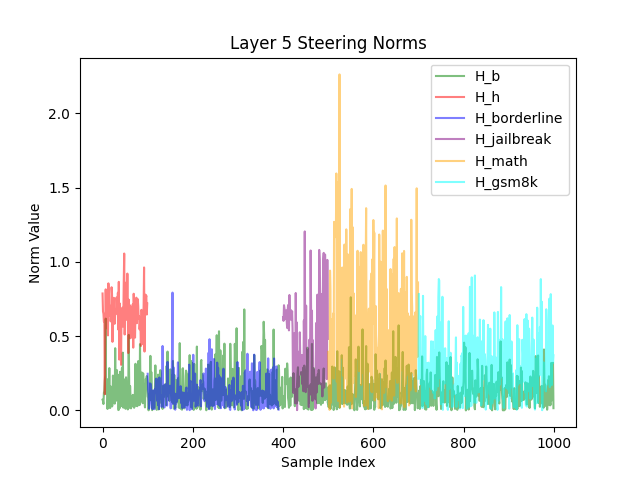 Layer 5 Steering Norms
H_b
H_h
H_borderline
H_jailbreak
H_math
H_gsm8k
Norm Value
2.0
1.5
1.0
0.5
0.0
0
200
400
600
800
1000
Sample Index